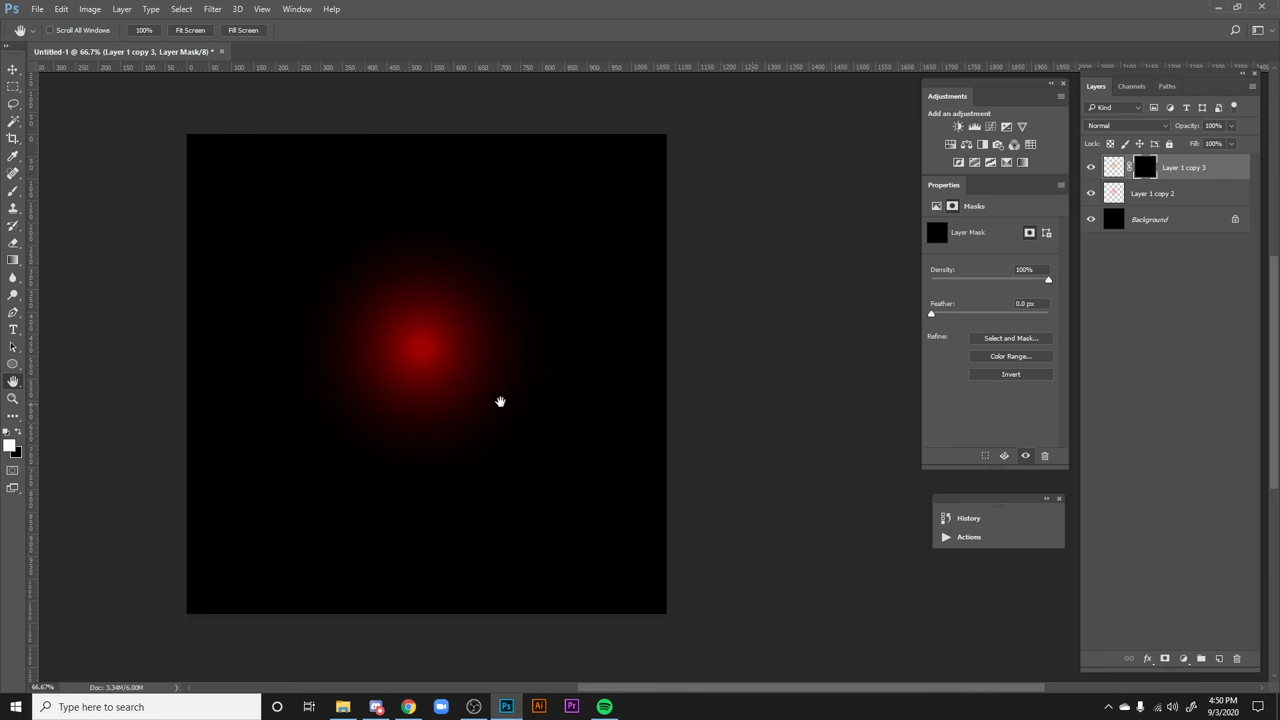 Ps File Edit Image Layer Type Select Filter 3D View Window Help
Scroll All Windows 100% Fit Screen Fill Screen
Untitled-1 @ 66.7% (Layer 1 copy 3, Layer Mask/8) * ×
Adjustments
Add an adjustment
Properties
Masks
Layer Mask
Density: 100%
Feather: 0.0 px
Refine: Select and Mask...
Color Range...
Invert
History
Actions
Layers Channels Paths
Kind
Normal Opacity: 100%
Lock: Fill: 100%
Layer 1 copy 3
Layer 1 copy 2
Background
66.67% Doc: 3.34M/6.00M
Type here to search
Ps Ai Pr
4:50 PM
9/3/2020